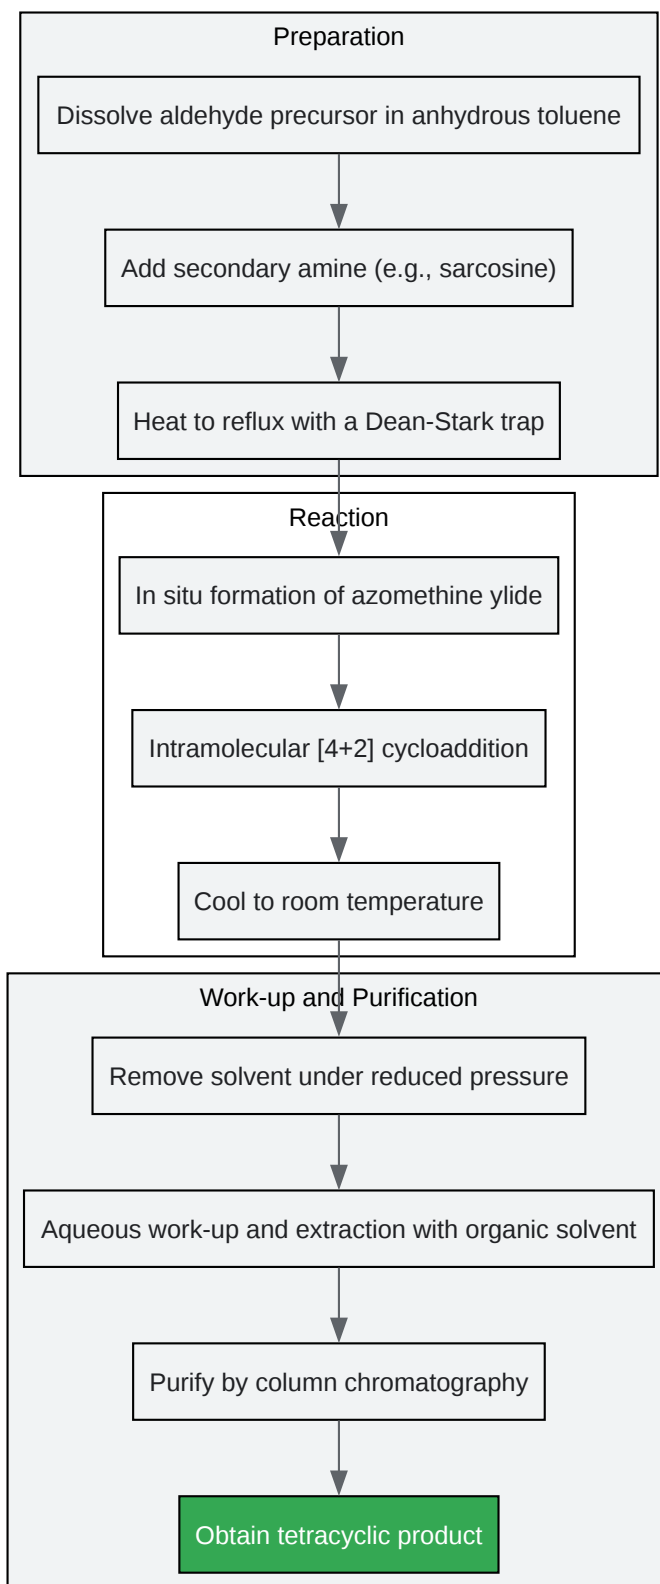 Preparation
Dissolve aldehyde precursor in anhydrous toluene
Add secondary amine (e.g., sarcosine)
Heat to reflux with a Dean-Stark trap
Reaction
In situ formation of azomethine ylide
Intramolecular [4+2] cycloaddition
Cool to room temperature
Work-up and Purification
Remove solvent under reduced pressure
Aqueous work-up and extraction with organic solvent
Purify by column chromatography
Obtain tetracyclic product